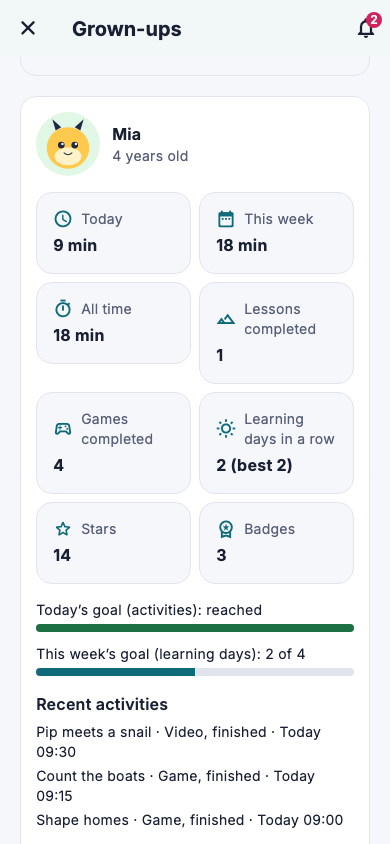 Grown-ups
2
Mia
4 years old
Today
9 min
This week
18 min
All time
18 min
Lessons
completed
1
Games
completed
4
Learning
days in a row
2 (best 2)
Stars
14
Badges
3
Today's goal (activities): reached
This week's goal (learning days): 2 of 4
Recent activities
Pip meets a snail · Video, finished · Today
09:30
Count the boats · Game, finished · Today
09:15
Shape homes · Game, finished · Today 09:00